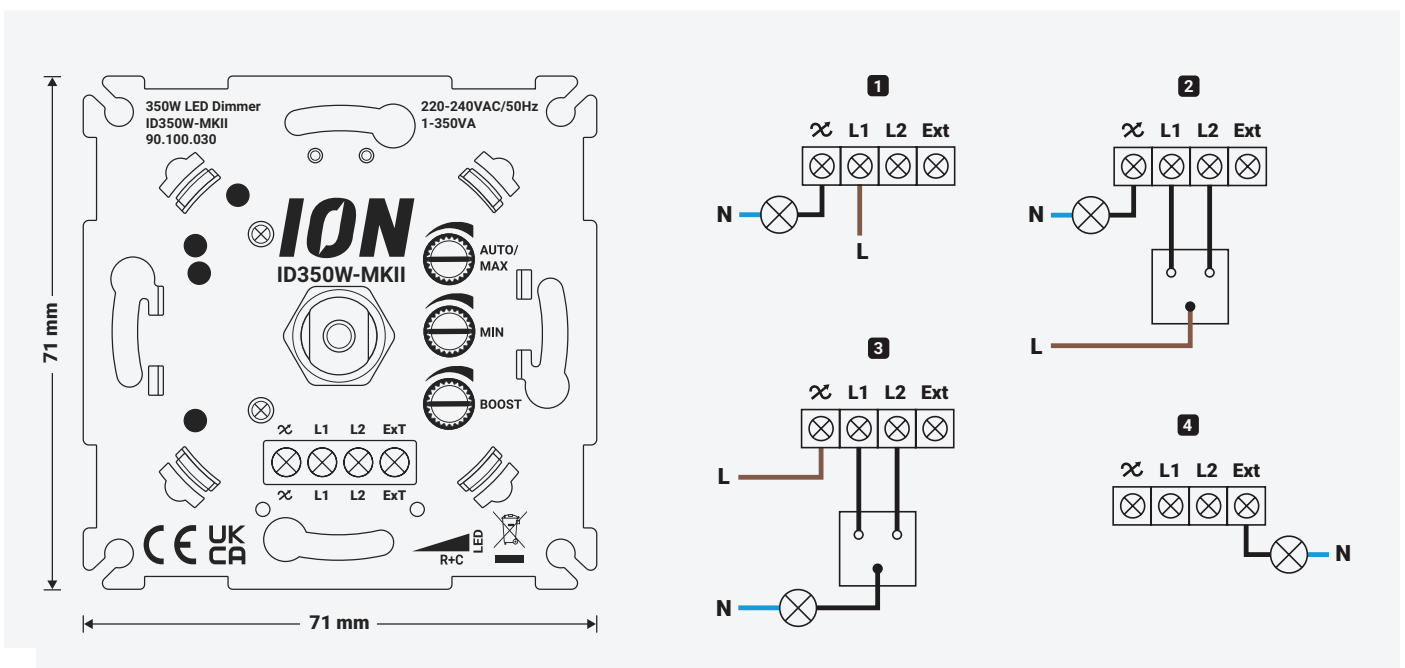 350W LED Dimmer
ID350W-MKII
90.100.030
220-240VAC/50Hz
1-350VA
ION
ID350W-MKII
AUTO/
MAX
MIN
BOOST
L1 L2 ExT
L1 L2 ExT
CE UK
CA
R+C
LED
71 mm
71 mm
1
L1 L2 Ext
N
L
2
L1 L2 Ext
N
L
3
L1 L2 Ext
L
N
4
L1 L2 Ext
N